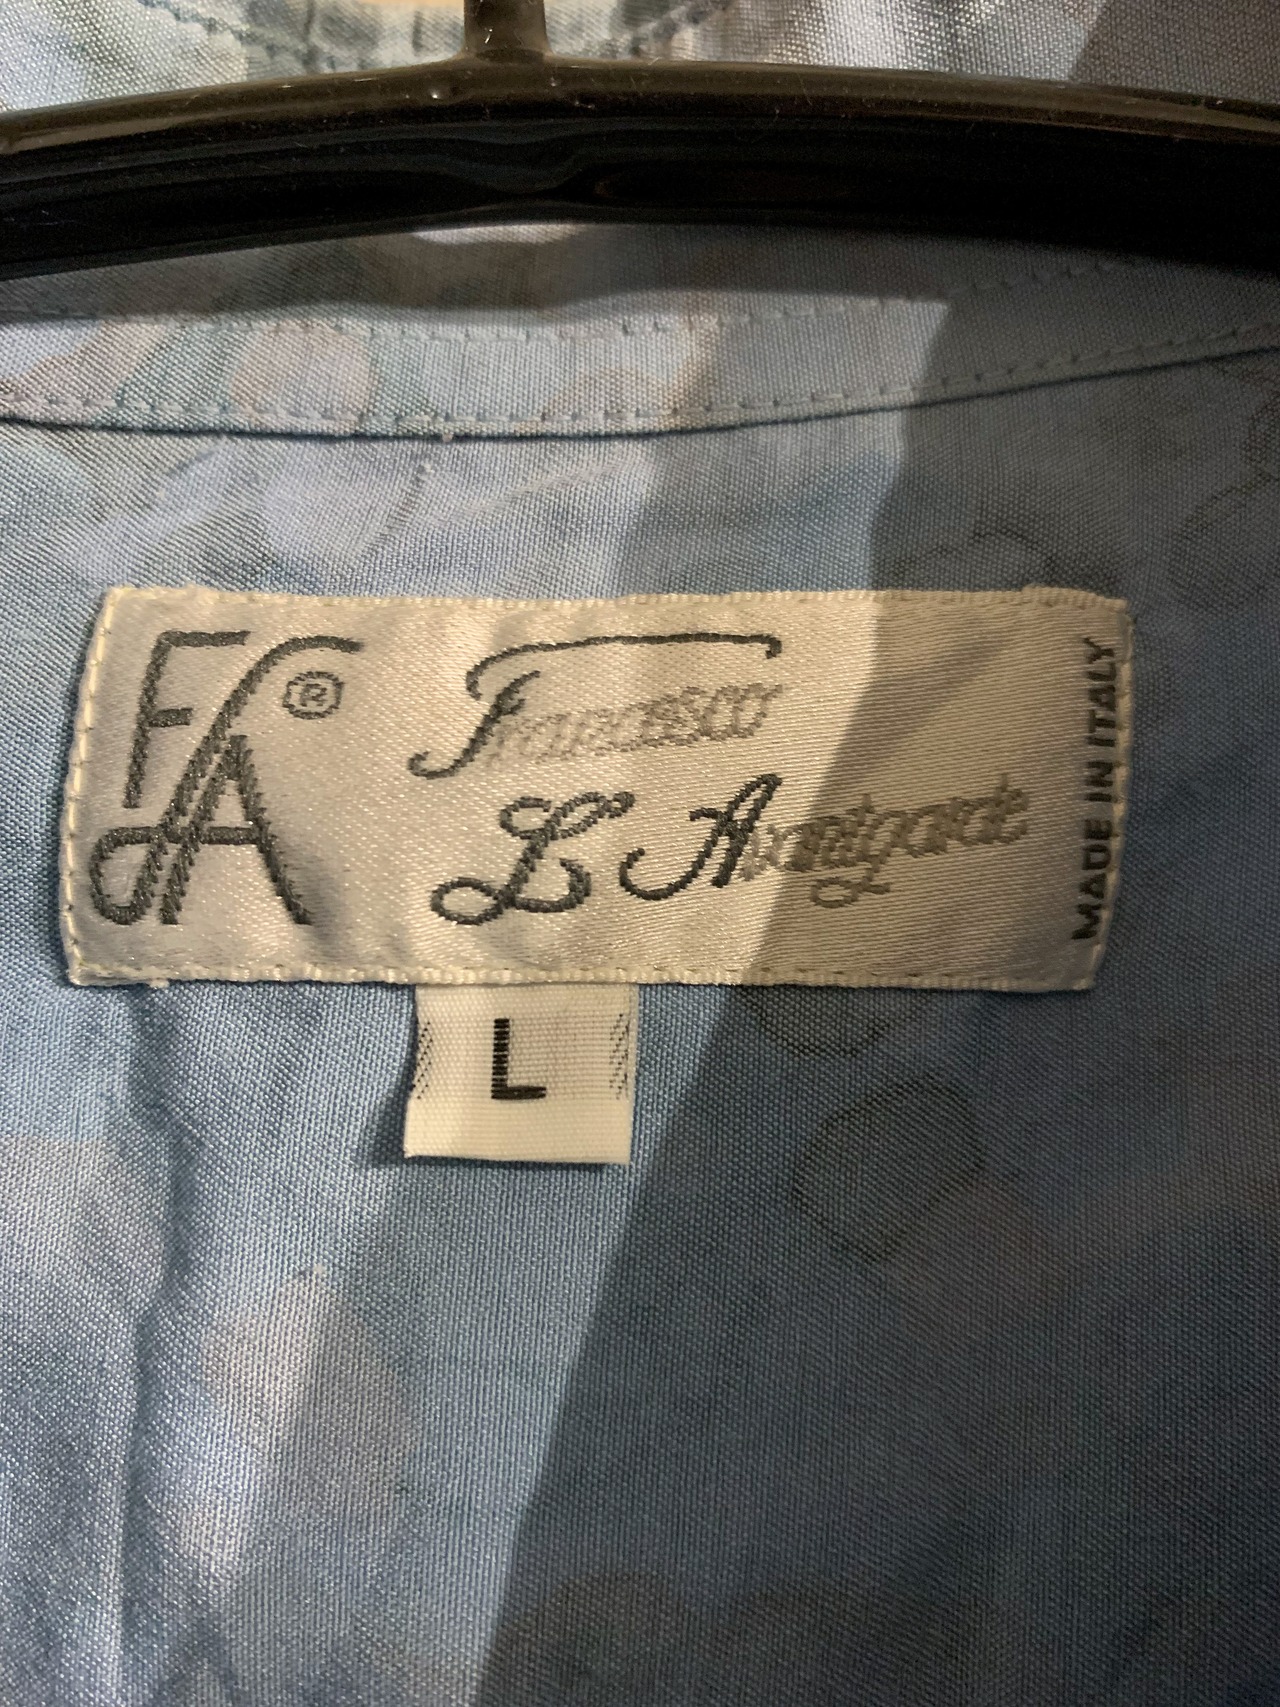 FA®
Francesco
L'Avantgarde
MADE IN ITALY
L